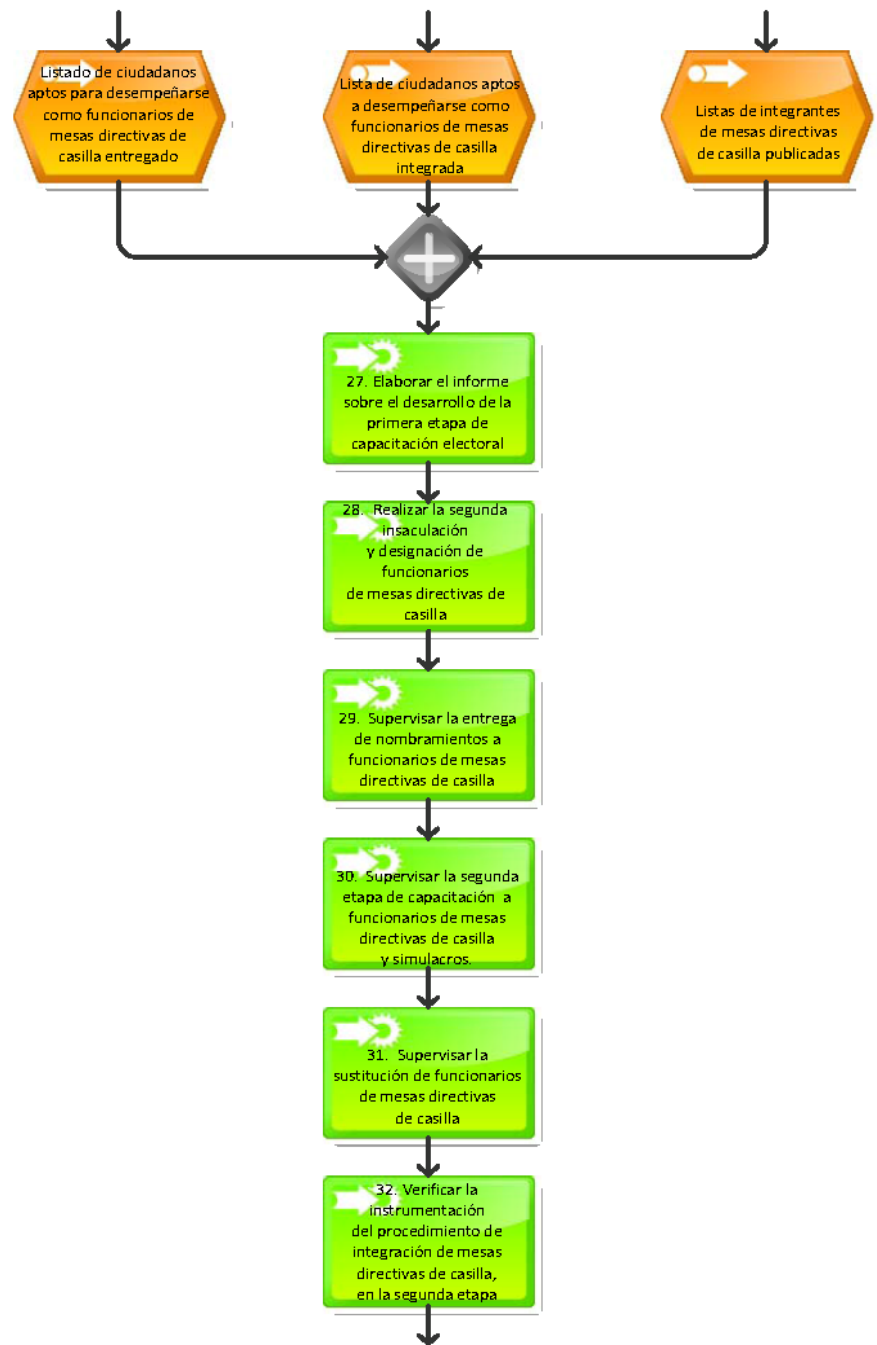 Listado de ciudadanos
aptos para desempeñarse
como funcionarios de
mesas directivas de
casilla entregado
Lista de ciudadanos aptos
a desempeñarse como
funcionarios de mesas
directivas de casilla
integrada
Listas de integrantes
de mesas directivas
de casilla publicadas
27. Elaborar el informe
sobre el desarrollo de la
primera etapa de
capacitación electoral
28. Realizar la segunda
insaculación
y designación de
funcionarios
de mesas directivas de
casilla
29. Supervisar la entrega
de nombramientos a
funcionarios de mesas
directivas de casilla
30. Supervisar la segunda
etapa de capacitación a
funcionarios de mesas
directivas de casilla
y simulacros.
31. Supervisar la
sustitución de funcionarios
de mesas directivas
de casilla
32. Verificar la
instrumentación
del procedimiento de
integración de mesas
directivas de casilla,
en la segunda etapa